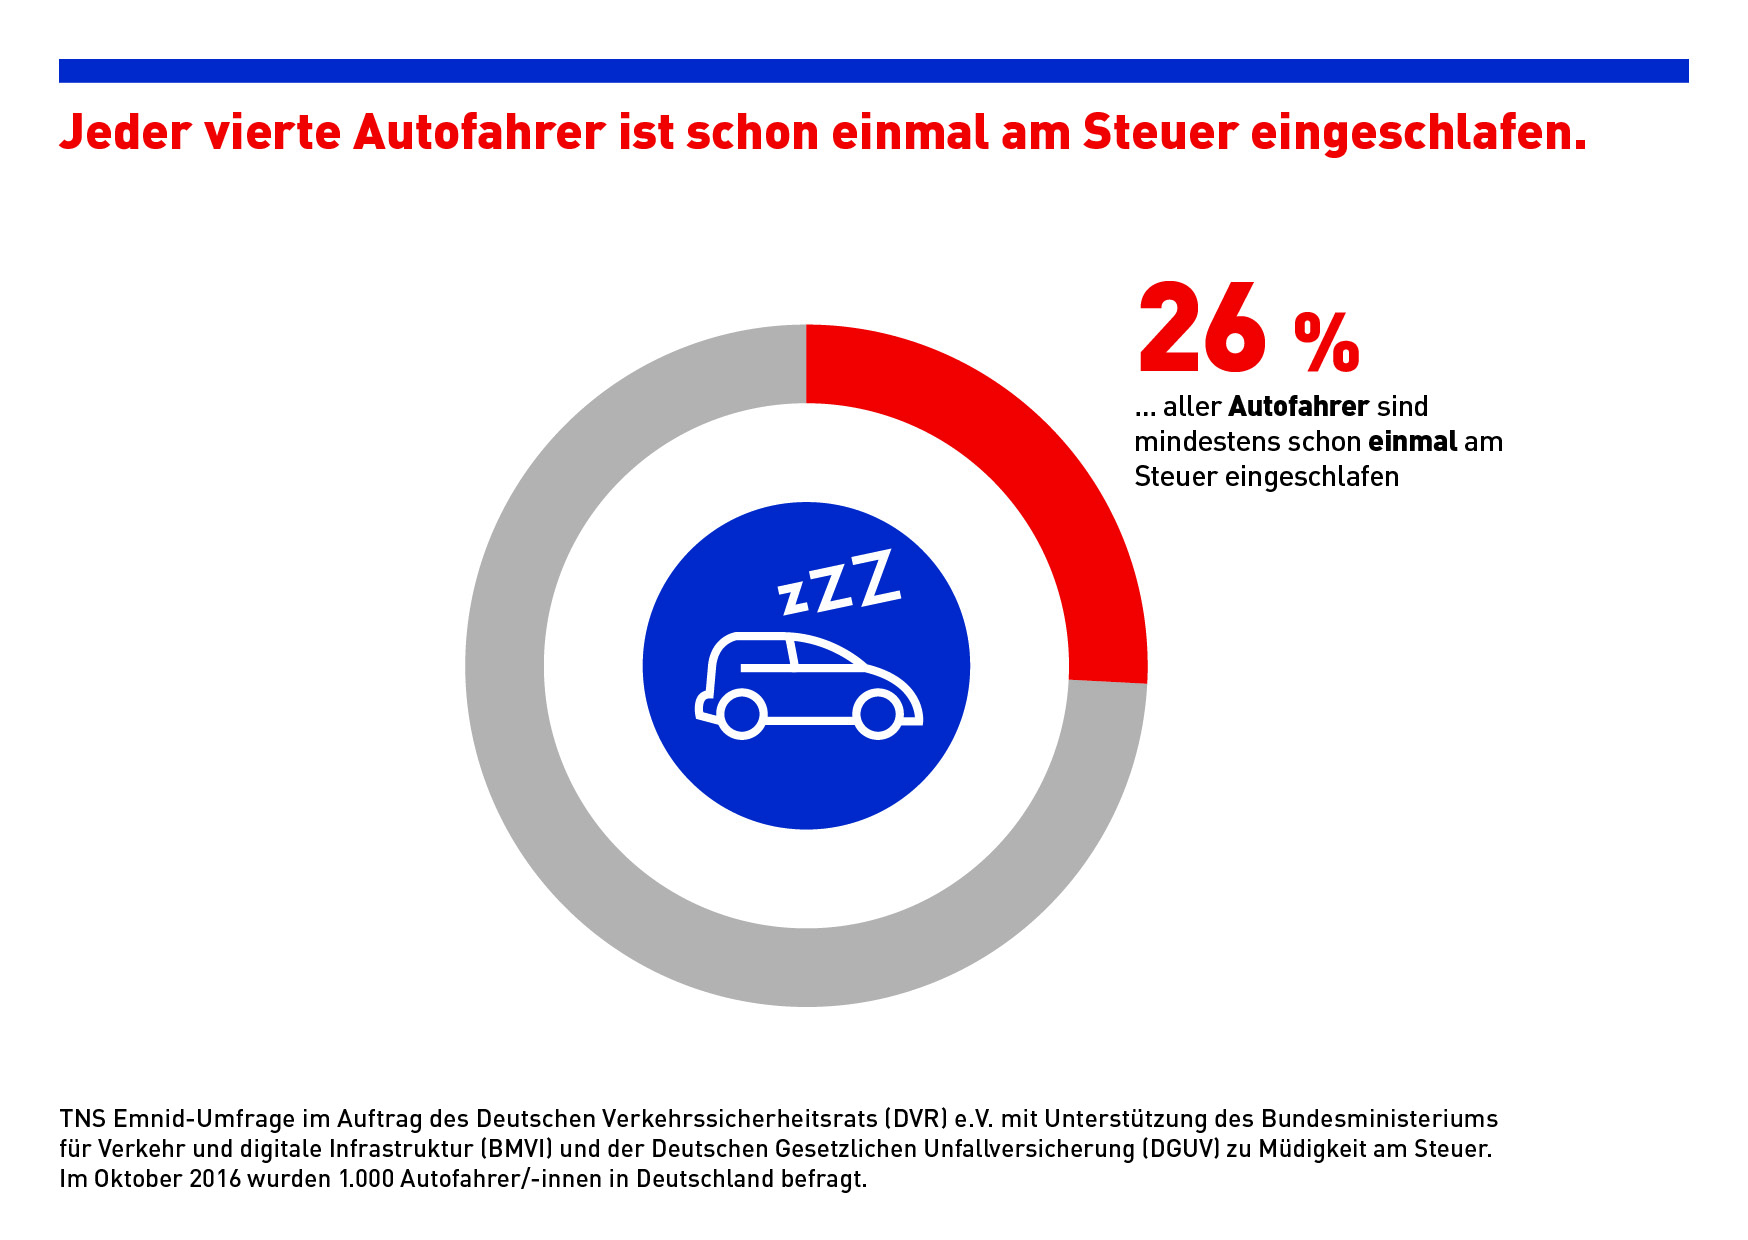 Jeder vierte Autofahrer ist schon einmal am Steuer eingeschlafen.
26 %
... aller Autofahrer sind
mindestens schon einmal am
Steuer eingeschlafen
zZZ
TNS Emnid-Umfrage im Auftrag des Deutschen Verkehrssicherheitsrats (DVR) e.V. mit Unterstützung des Bundesministeriums
für Verkehr und digitale Infrastruktur (BMVI) und der Deutschen Gesetzlichen Unfallversicherung (DGUV) zu Müdigkeit am Steuer.
Im Oktober 2016 wurden 1.000 Autofahrer/-innen in Deutschland befragt.